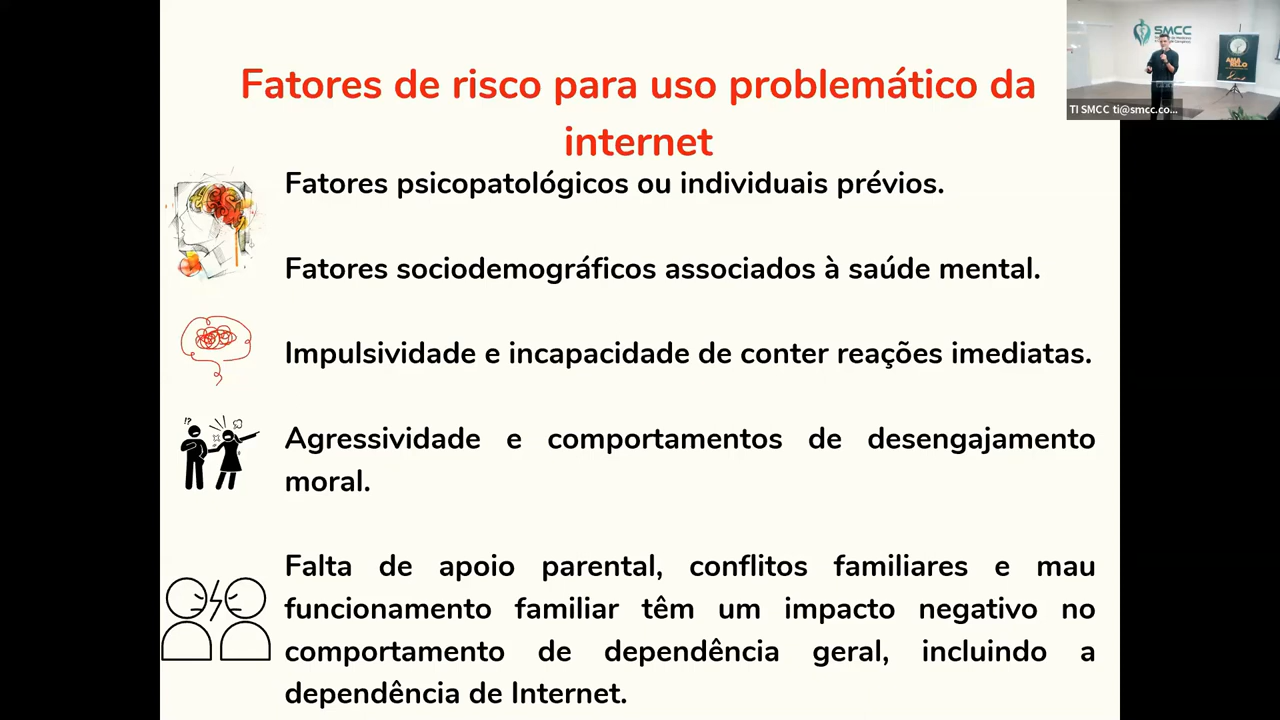 Fatores de risco para uso problemático da
internet
Fatores psicopatológicos ou individuais prévios.
Fatores sociodemográficos associados à saúde mental.
Impulsividade e incapacidade de conter reações imediatas.
Agressividade e comportamentos de desengajamento
moral.
Falta de apoio parental, conflitos familiares e mau
funcionamento familiar têm um impacto negativo no
comportamento de dependência geral, incluindo a
dependência de Internet.
!?
SMCC
TI SMCC ti@smcc.co...